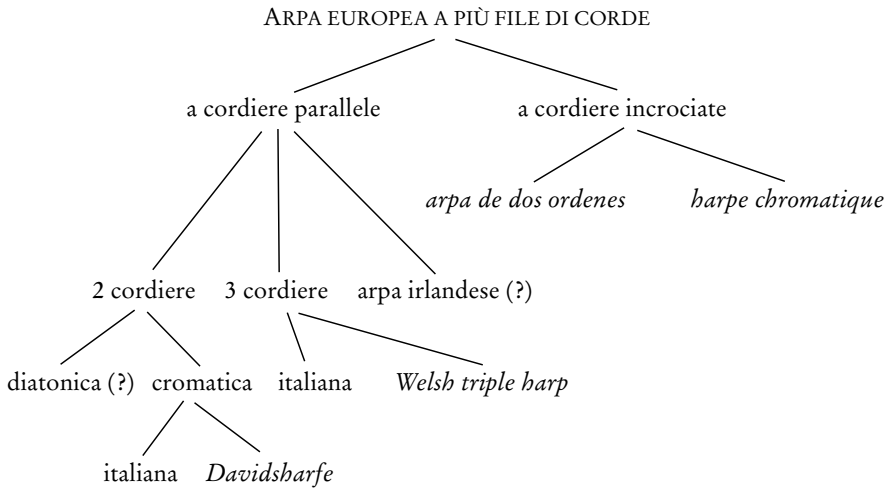 ARPA EUROPEA A PIÙ FILE DI CORDE
a cordiere parallele a cordiere incrociate
arpa de dos ordenes harpe chromatique
2 cordiere 3 cordiere arpa irlandese (?)
diatonica (?) cromatica italiana Welsh triple harp
italiana Davidsharfe